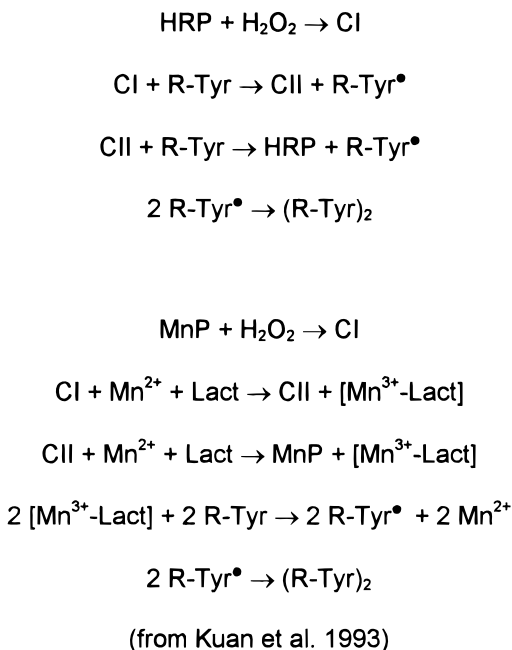 HRP + H₂O₂ → CI
CI + R-Tyr → CII + R-Tyr•
CII + R-Tyr → HRP + R-Tyr•
2 R-Tyr• → (R-Tyr)₂
MnP + H₂O₂ → CI
CI + Mn²⁺ + Lact → CII + [Mn³⁺-Lact]
CII + Mn²⁺ + Lact → MnP + [Mn³⁺-Lact]
2 [Mn³⁺-Lact] + 2 R-Tyr → 2 R-Tyr• + 2 Mn²⁺
2 R-Tyr• → (R-Tyr)₂
(from Kuan et al. 1993)